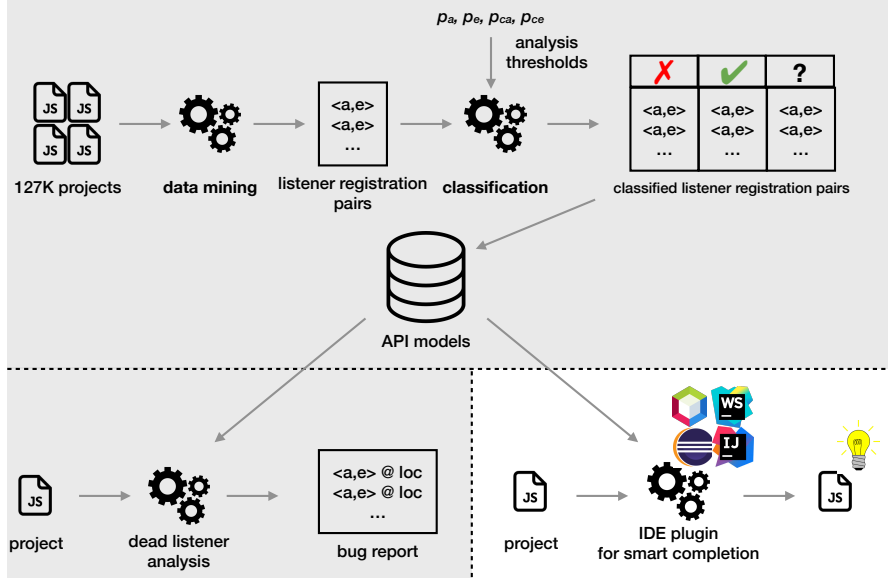 pa, pe, pca, pce
analysis
thresholds
✗ ✔ ?
JS JS
JS JS
<a,e>
<a,e>
...
<a,e> <a,e> <a,e>
<a,e> <a,e> <a,e>
... ... ...
127K projects
data mining
listener registration
pairs
classification
classified listener registration pairs
API models
JS
project
dead listener
analysis
<a,e> @ loc
<a,e> @ loc
...
bug report
WS
IJ
JS
project
IDE plugin
for smart completion
JS